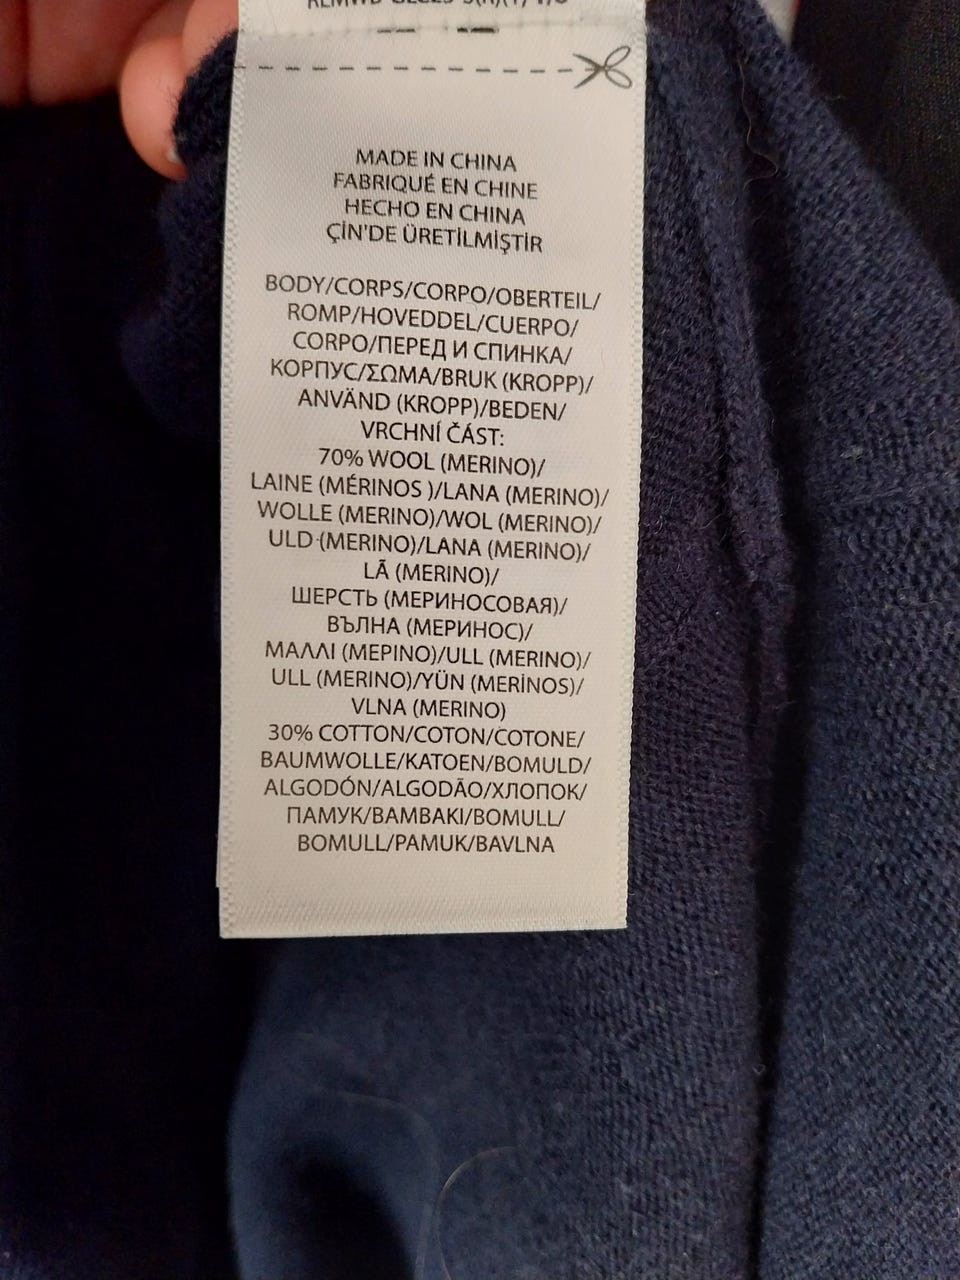 MADE IN CHINA
FABRIQUÉ EN CHINE
HECHO EN CHINA
ÇİN'DE ÜRETİLMİŞTİR
BODY/CORPS/CORPO/OBERTEIL/
ROMP/HOVEDDEL/CUERPO/
CORPO/ПЕРЕД И СПИНКА/
КОРПУС/ΣΩΜΑ/BRUK (KROPP)/
ANVÄND (KROPP)/BEDEN/
VRCHNÍ ČÁST:
70% WOOL (MERINO)/
LAINE (MÉRINOS )/LANA (MERINO)/
WOLLE (MERINO)/WOL (MERINO)/
ULD (MERINO)/LANA (MERINO)/
LÃ (MERINO)/
ШЕРСТЬ (МЕРИНОСОВАЯ)/
ВЪЛНА (МЕРИНОС)/
ΜΑΛΛΙ (ΜΕΡΙΝΟ)/ULL (MERINO)/
ULL (MERINO)/YÜN (MERİNOS)/
VLNA (MERINO)
30% COTTON/COTON/COTONE/
BAUMWOLLE/KATOEN/BOMULD/
ALGODÓN/ALGODÃO/ХЛОПОК/
ПАМУК/ΒΑΜΒΑΚΙ/BOMULL/
BOMULL/PAMUK/BAVLNA